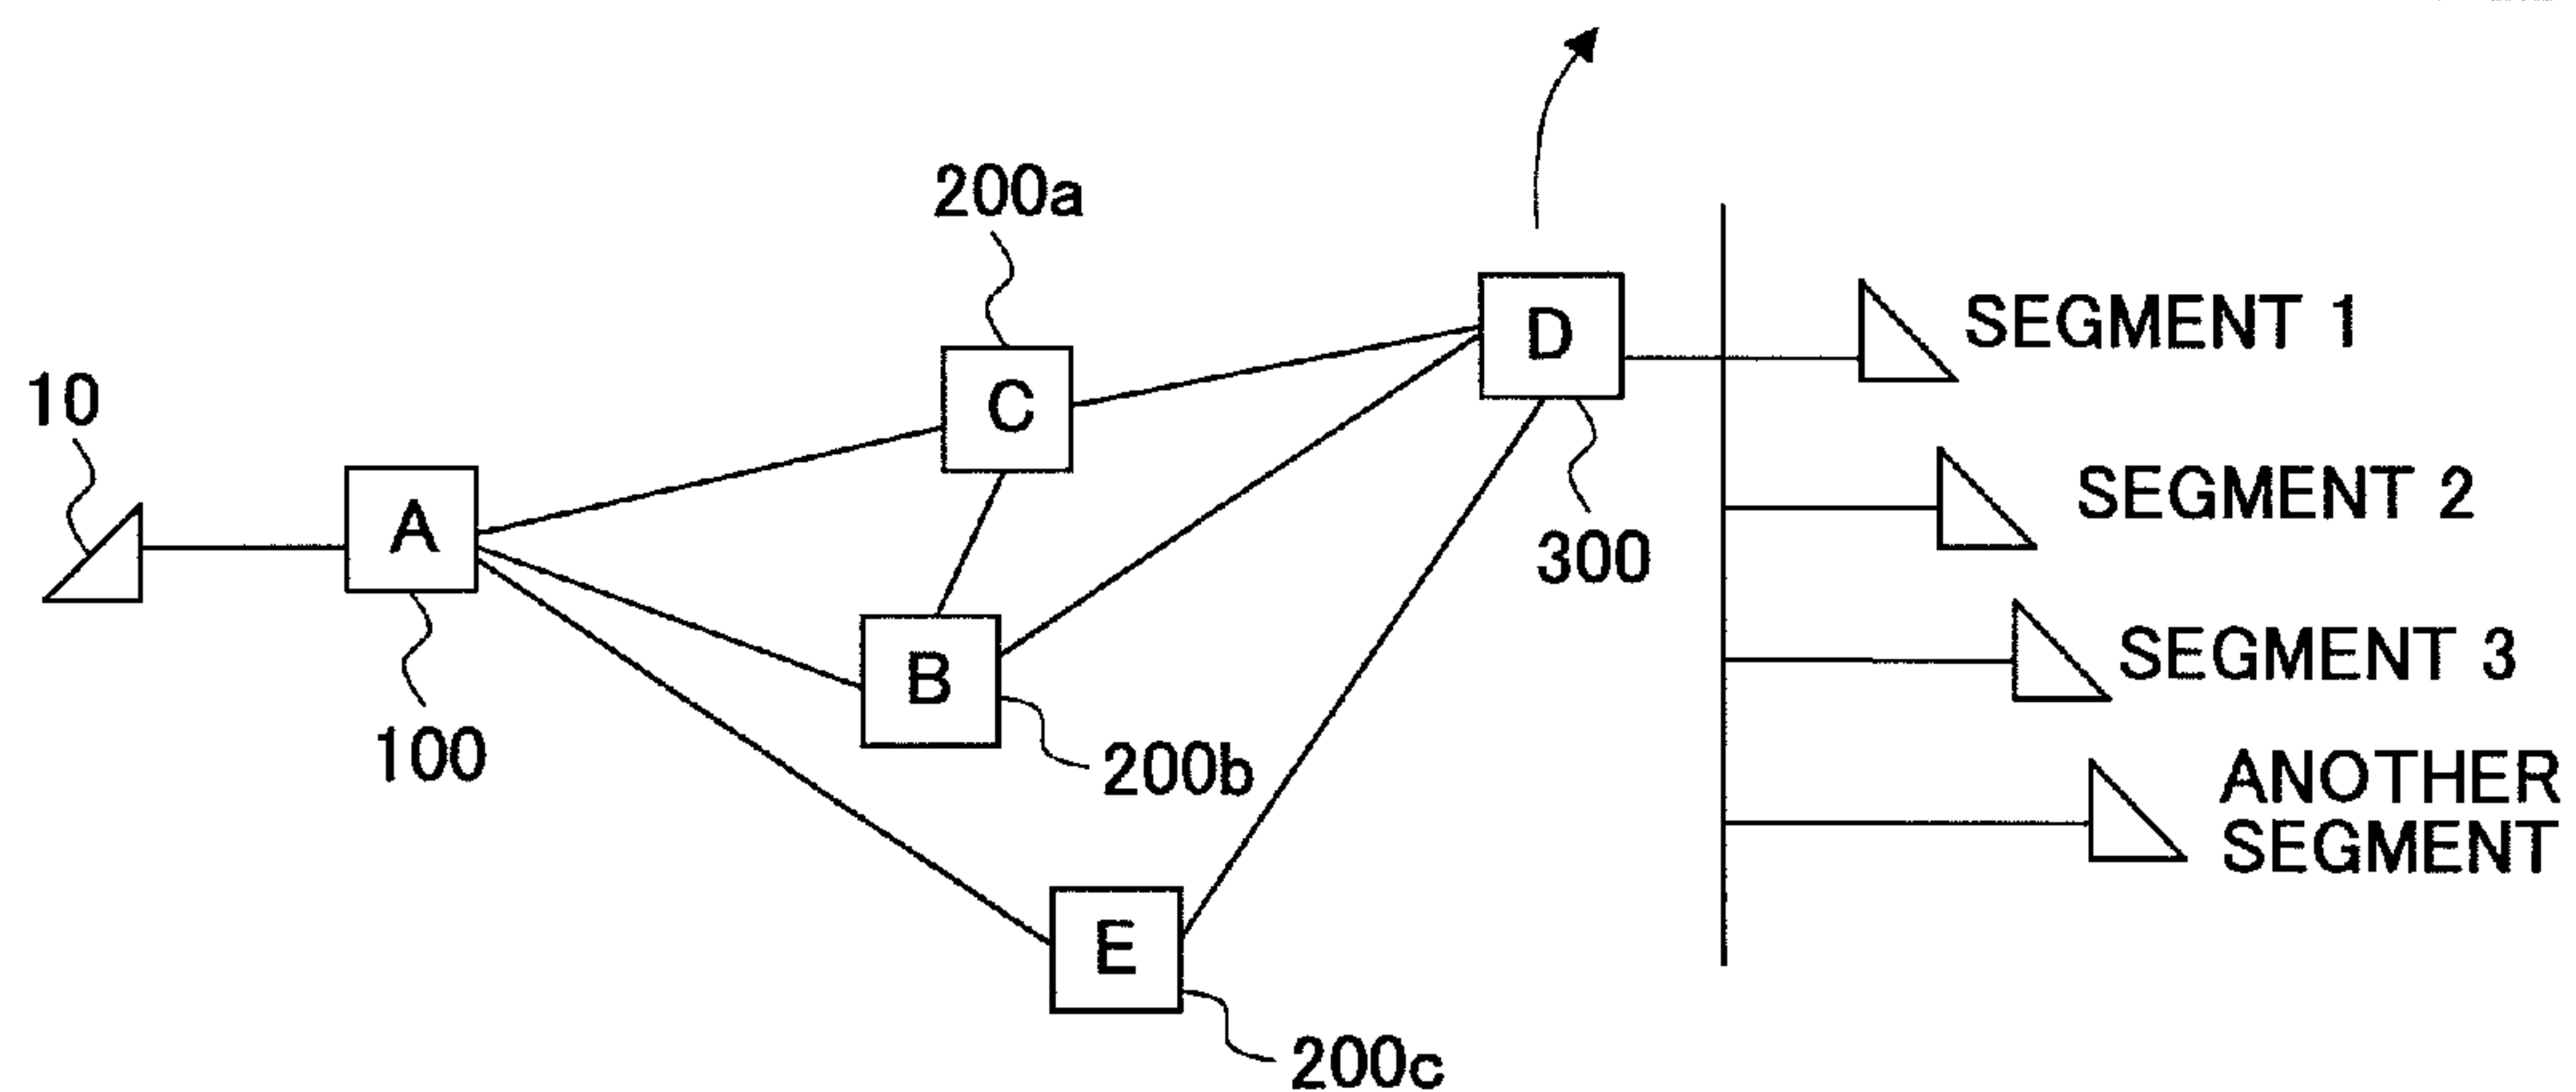 200a
10
C
D
SEGMENT 1
A
SEGMENT 2
300
100
B
SEGMENT 3
200b
ANOTHER
SEGMENT
E
200c